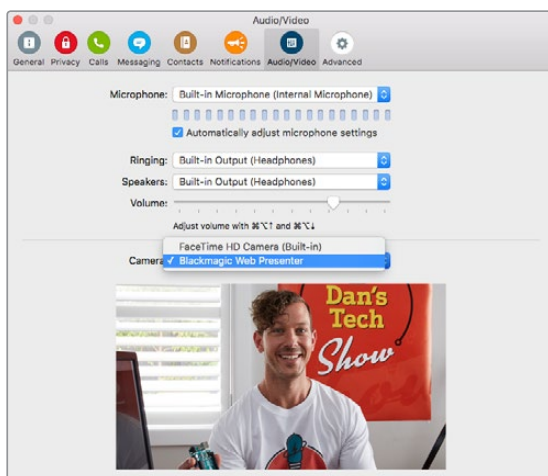 Audio/Video
General Privacy Calls Messaging Contacts Notifications Audio/Video Advanced
Microphone: Built-in Microphone (Internal Microphone)
Automatically adjust microphone settings
Ringing: Built-in Output (Headphones)
Speakers: Built-in Output (Headphones)
Volume:
Adjust volume with ⌘⌥↑ and ⌘⌥↓
FaceTime HD Camera (Built-in)
Camera ✓ Blackmagic Web Presenter
Dan's
Tech
Show